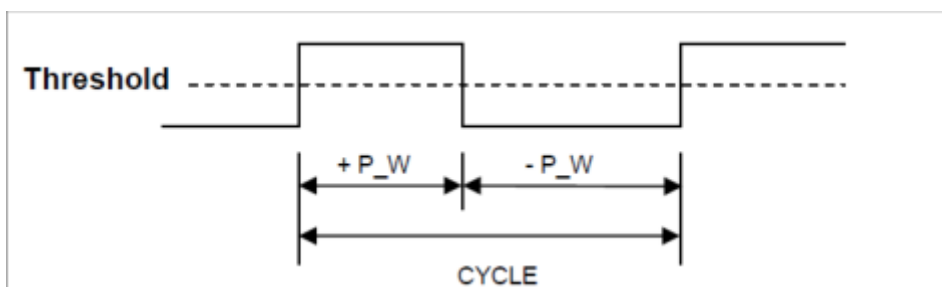 Threshold
+ P_W
- P_W
CYCLE